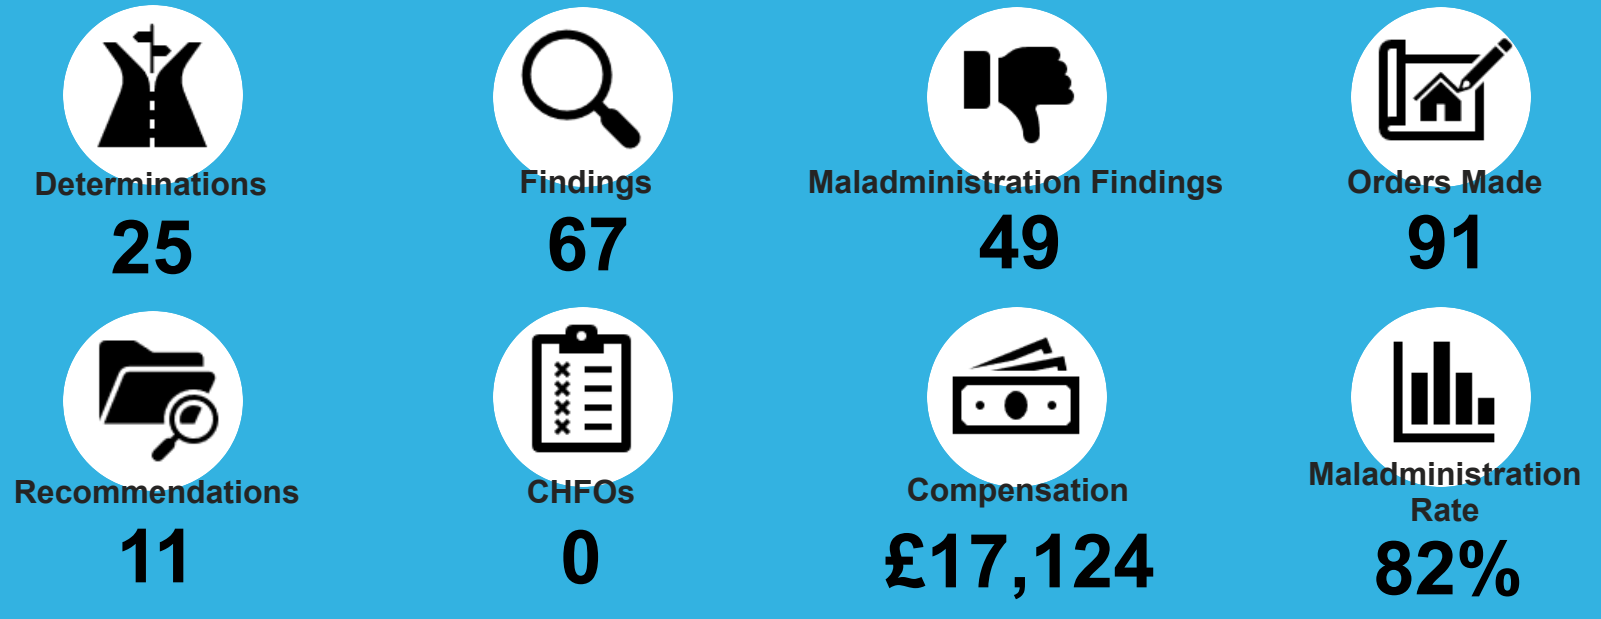 Determinations
25
Findings
67
Maladministration Findings
49
Orders Made
91
Recommendations
11
CHFOs
0
Compensation
£17,124
Maladministration
Rate
82%